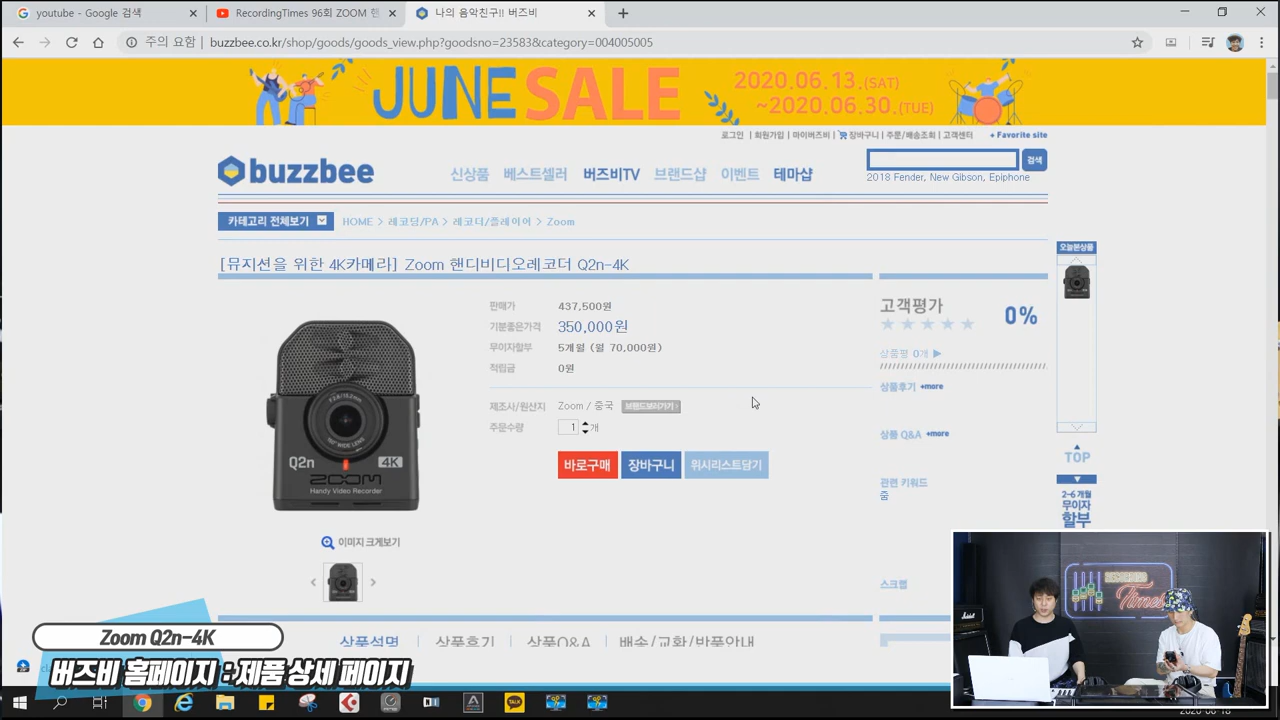 youtube - Google 검색
RecordingTimes 96회 ZOOM 핸
나의 음악친구!! 버즈비
주의 요함 | buzzbee.co.kr/shop/goods/goods_view.php?goodsno=23583&category=004005005
JUNE SALE
2020.06.13.(SAT)
~2020.06.30.(TUE)
로그인 | 회원가입 | 마이버즈비 | 장바구니 | 주문/배송조회 | 고객센터 + Favorite site
buzzbee
신상품 베스트셀러 버즈비TV 브랜드샵 이벤트 테마샵
검색
2018 Fender, New Gibson, Epiphone
카테고리 전체보기
HOME > 레코딩/PA > 레코더/플레이어 > Zoom
오늘본상품
[뮤지션을 위한 4K카메라] Zoom 핸디비디오레코더 Q2n-4K
판매가 437,500원
기분좋은가격 350,000원
무이자할부 5개월 (월 70,000원)
적립금 0원
제조사/원산지 Zoom / 중국 브랜드보러가기
주문수량 1 개
바로구매 장바구니 위시리스트담기
고객평가 0%
상품평 0개
상품후기 +more
상품 Q&A +more
관련 키워드
줌
스크랩
TOP
2~6개월
무이자
할부
160° WIDE LENS
Q2n 4K
ZOOM
Handy Video Recorder
이미지 크게보기
상품설명 | 상품후기 | 상품Q&A | 배송/교환/반품안내
Zoom Q2n-4K
버즈비 홈페이지 : 제품 상세 페이지
Marshall
Times